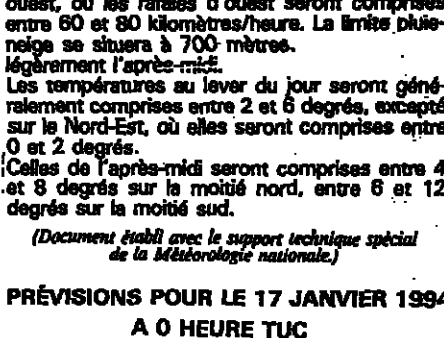 ouest, où les rafales d'ouest seront comprises
entre 60 et 80 kilomètres/heure. La limite pluie-
neige se situera à 700 mètres.
légèrement l'après-midi.
Les températures au lever du jour seront géné-
ralement comprises entre 2 et 6 degrés, excepté
sur le Nord-Est, où elles seront comprises entre
0 et 2 degrés.
Celles de l'après-midi seront comprises entre 4
et 8 degrés sur la moitié nord, entre 6 et 12
degrés sur la moitié sud.
(Document établi avec le support technique spécial
de la Météorologie nationale.)
PRÉVISIONS POUR LE 17 JANVIER 1994
A 0 HEURE TUC